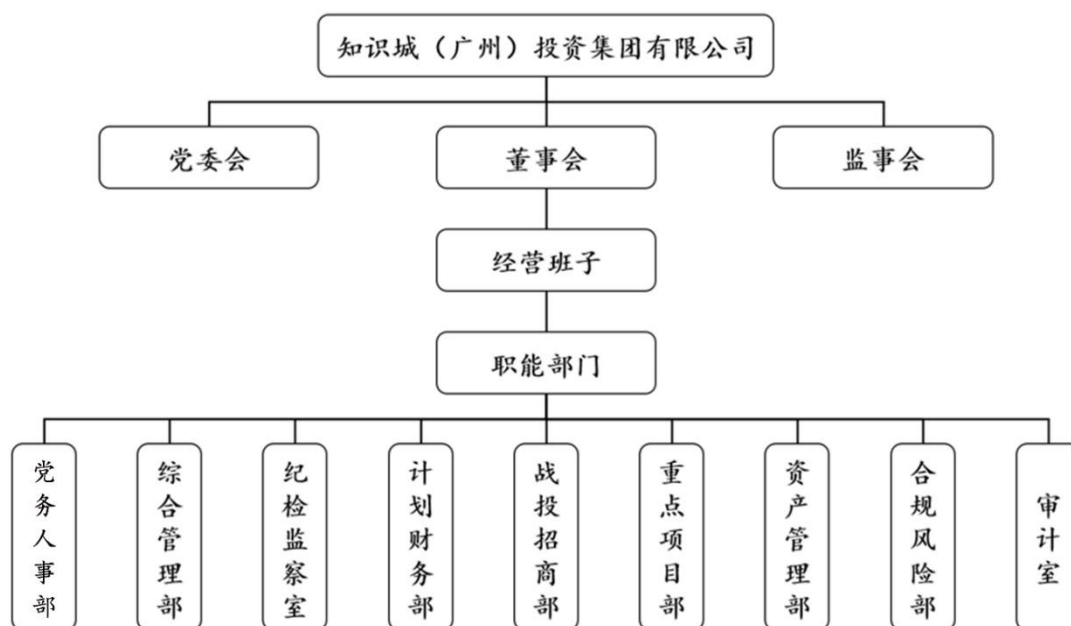 知识城（广州）投资集团有限公司
党委会
董事会
监事会
经营班子
职能部门
党务人事部
综合管理部
纪检监察室
计划财务部
战投招商部
重点项目部
资产管理部
合规风险部
审计室